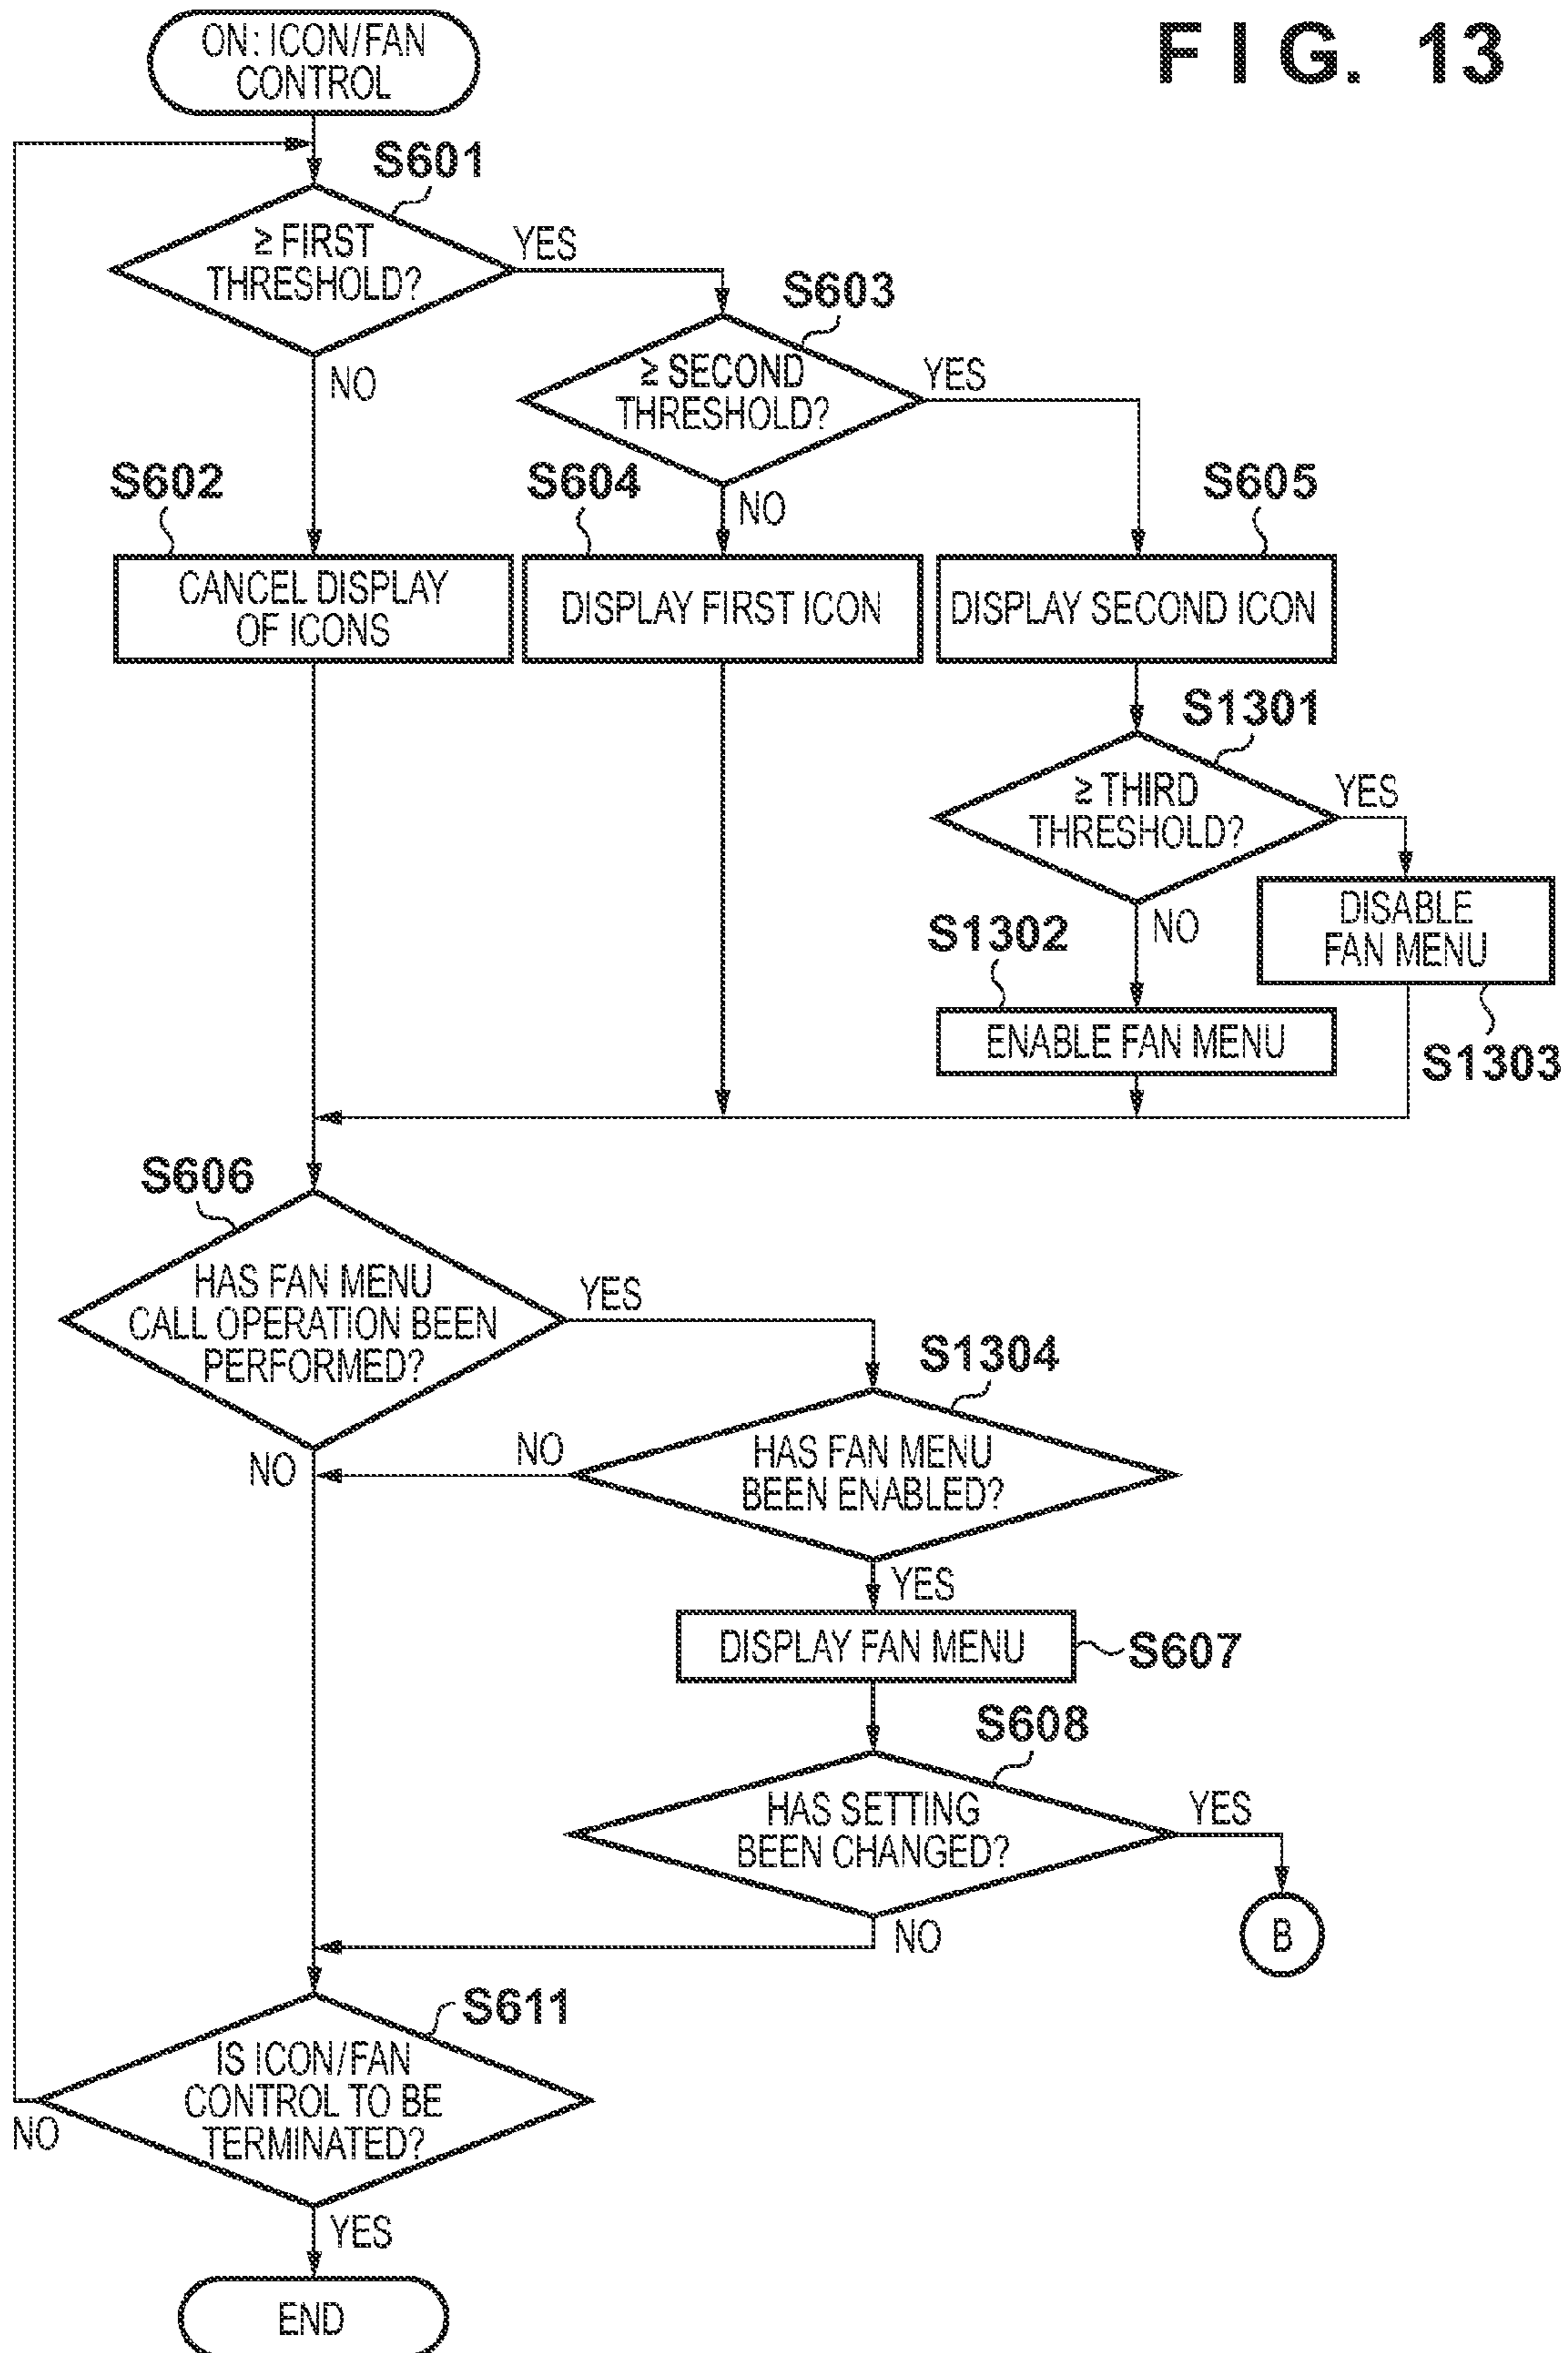 FIG. 13
ON: ICON/FAN
CONTROL
S601
≥ FIRST
THRESHOLD?
YES
NO
S603
≥ SECOND
THRESHOLD?
YES
NO
S602
CANCEL DISPLAY
OF ICONS
S604
DISPLAY FIRST ICON
S605
DISPLAY SECOND ICON
S1301
≥ THIRD
THRESHOLD?
YES
NO
S1302
ENABLE FAN MENU
DISABLE
FAN MENU
S1303
S606
HAS FAN MENU
CALL OPERATION BEEN
PERFORMED?
YES
NO
S1304
HAS FAN MENU
BEEN ENABLED?
NO
YES
DISPLAY FAN MENU
S607
S608
HAS SETTING
BEEN CHANGED?
YES
NO
B
S611
IS ICON/FAN
CONTROL TO BE
TERMINATED?
NO
YES
END